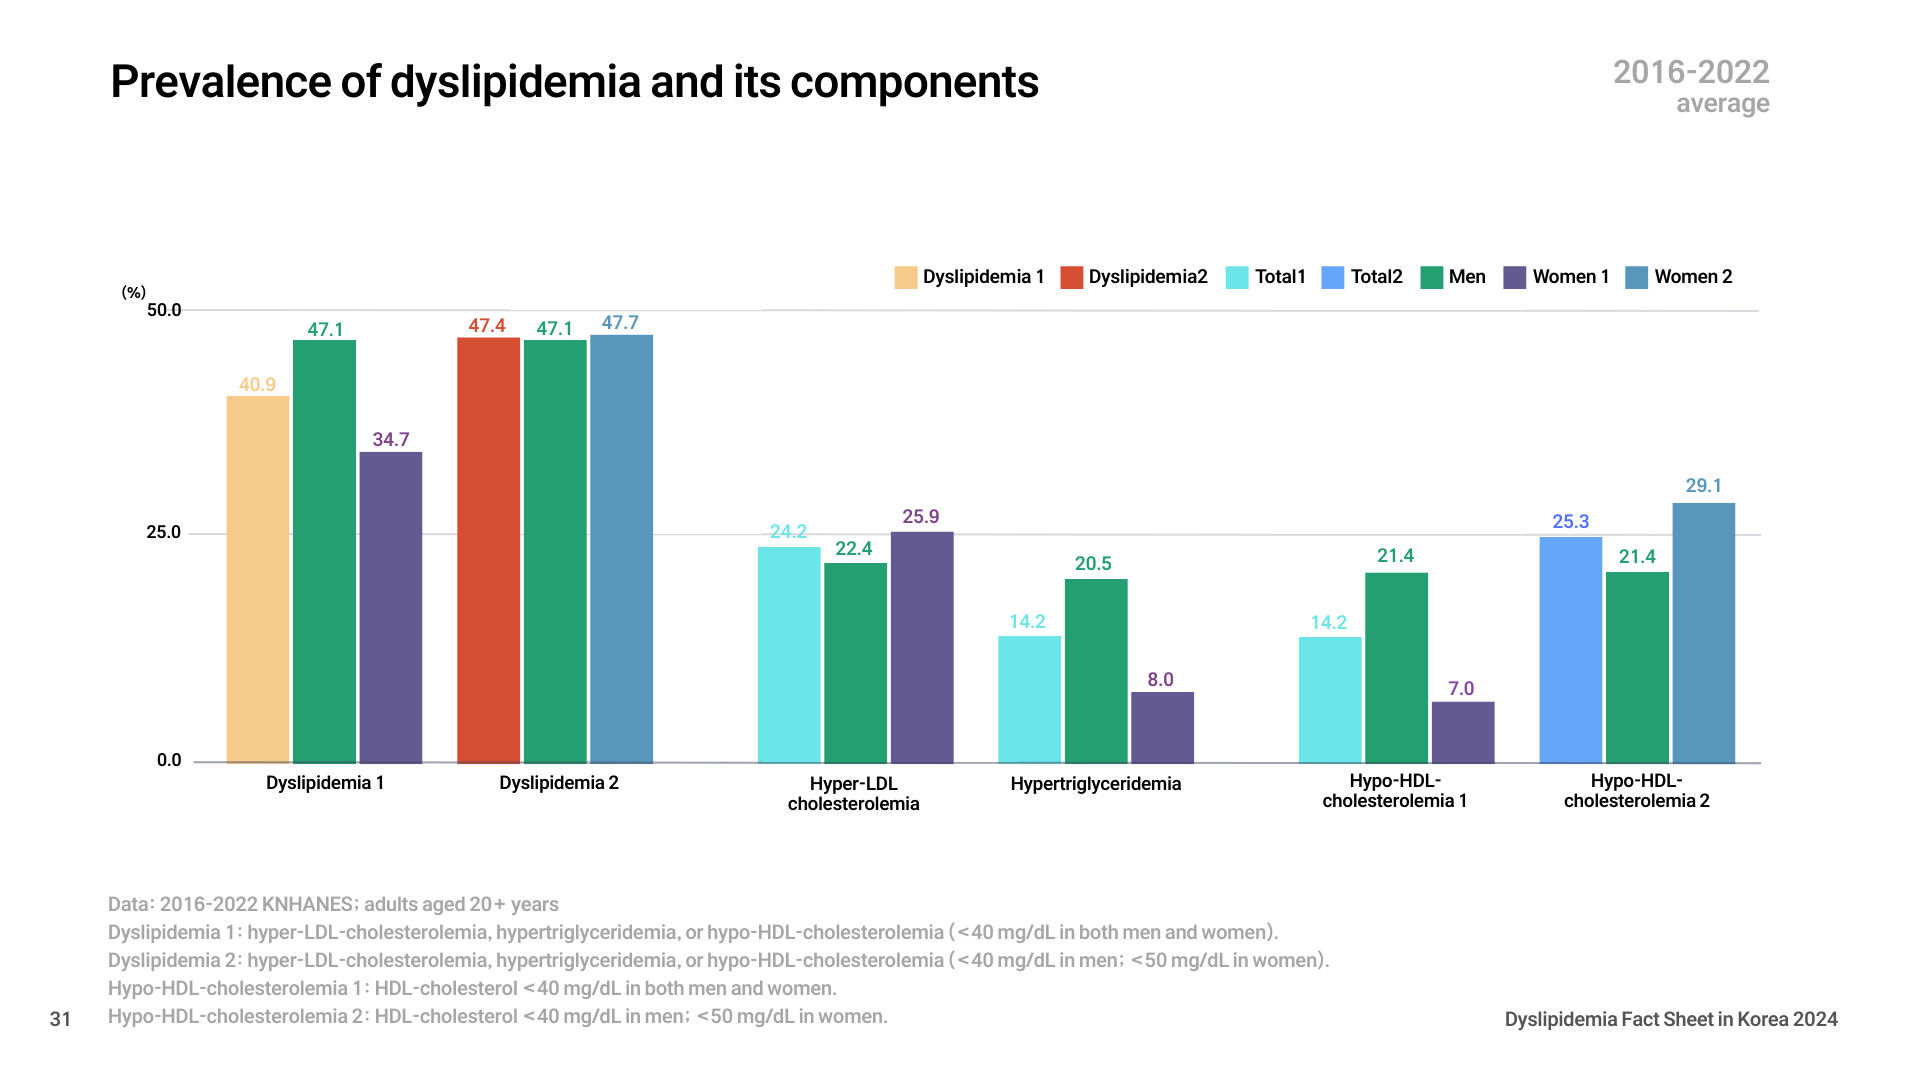 Prevalence of dyslipidemia and its components
2016-2022
average
Dyslipidemia 1 Dyslipidemia2 Total1 Total2 Men Women 1 Women 2
(%)
50.0
25.0
0.0
40.9 47.1 34.7
47.4 47.1 47.7
24.2 22.4 25.9
14.2 20.5 8.0
14.2 21.4 7.0
25.3 21.4 29.1
Dyslipidemia 1
Dyslipidemia 2
Hyper-LDL
cholesterolemia
Hypertriglyceridemia
Hypo-HDL-
cholesterolemia 1
Hypo-HDL-
cholesterolemia 2
Data: 2016-2022 KNHANES; adults aged 20+ years
Dyslipidemia 1: hyper-LDL-cholesterolemia, hypertriglyceridemia, or hypo-HDL-cholesterolemia (<40 mg/dL in both men and women).
Dyslipidemia 2: hyper-LDL-cholesterolemia, hypertriglyceridemia, or hypo-HDL-cholesterolemia (<40 mg/dL in men; <50 mg/dL in women).
Hypo-HDL-cholesterolemia 1: HDL-cholesterol <40 mg/dL in both men and women.
Hypo-HDL-cholesterolemia 2: HDL-cholesterol <40 mg/dL in men; <50 mg/dL in women.
31
Dyslipidemia Fact Sheet in Korea 2024